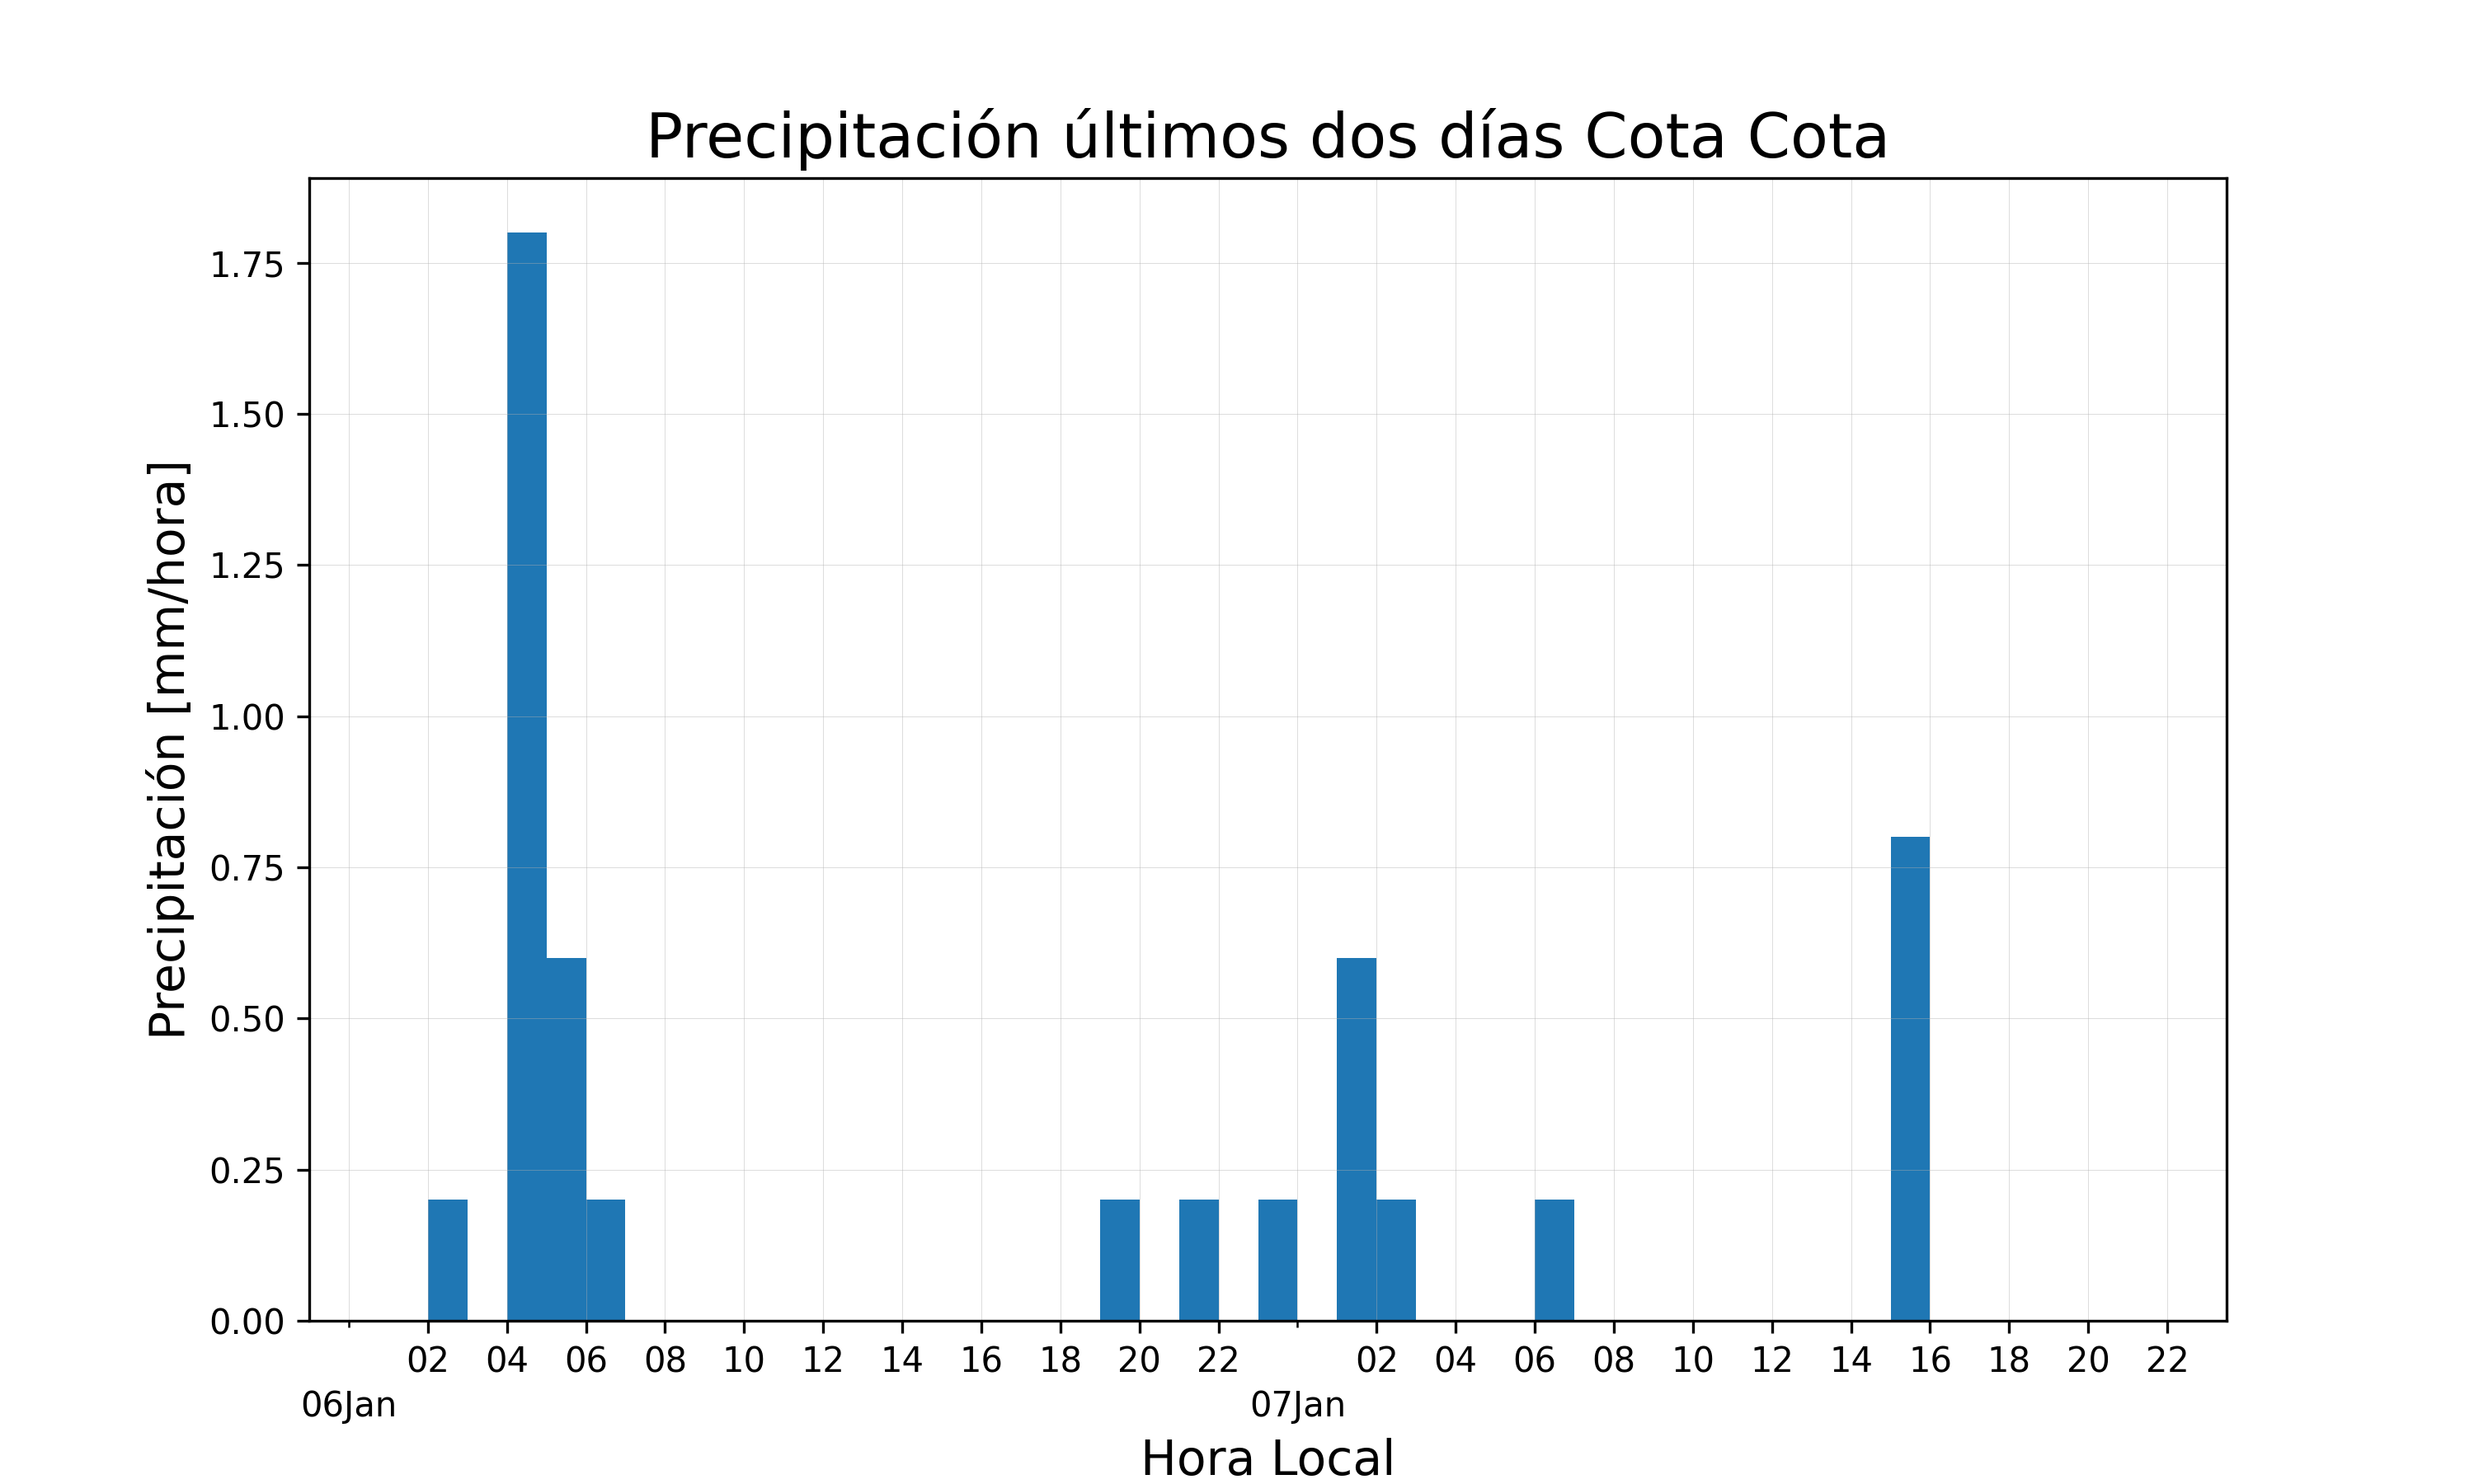 Precipitación últimos dos días Cota Cota
Precipitación [mm/hora]
1.75
1.50
1.25
1.00
0.75
0.50
0.25
0.00
02 04 06 08 10 12 14 16 18 20 22 02 04 06 08 10 12 14 16 18 20 22
06Jan 07Jan
Hora Local